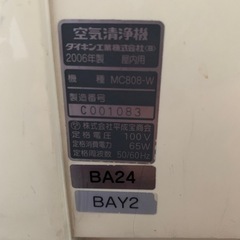 空気清浄機
ダイキン工業株式会社
2006年製 屋内用
機種 MC808-W
製造番号
C001083
株式会社平成宝商会
定格電圧 100V
定格消費電力 65W
定格周波数 50/60Hz
BA24
BAY2